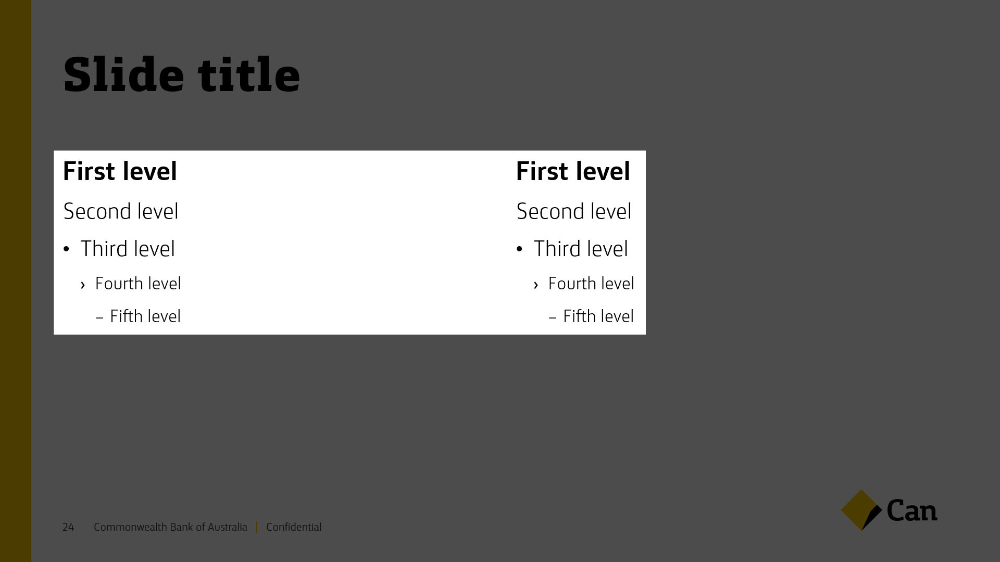 Slide title
First level
Second level
• Third level
› Fourth level
– Fifth level
First level
Second level
• Third level
› Fourth level
– Fifth level
24 Commonwealth Bank of Australia | Confidential
Can